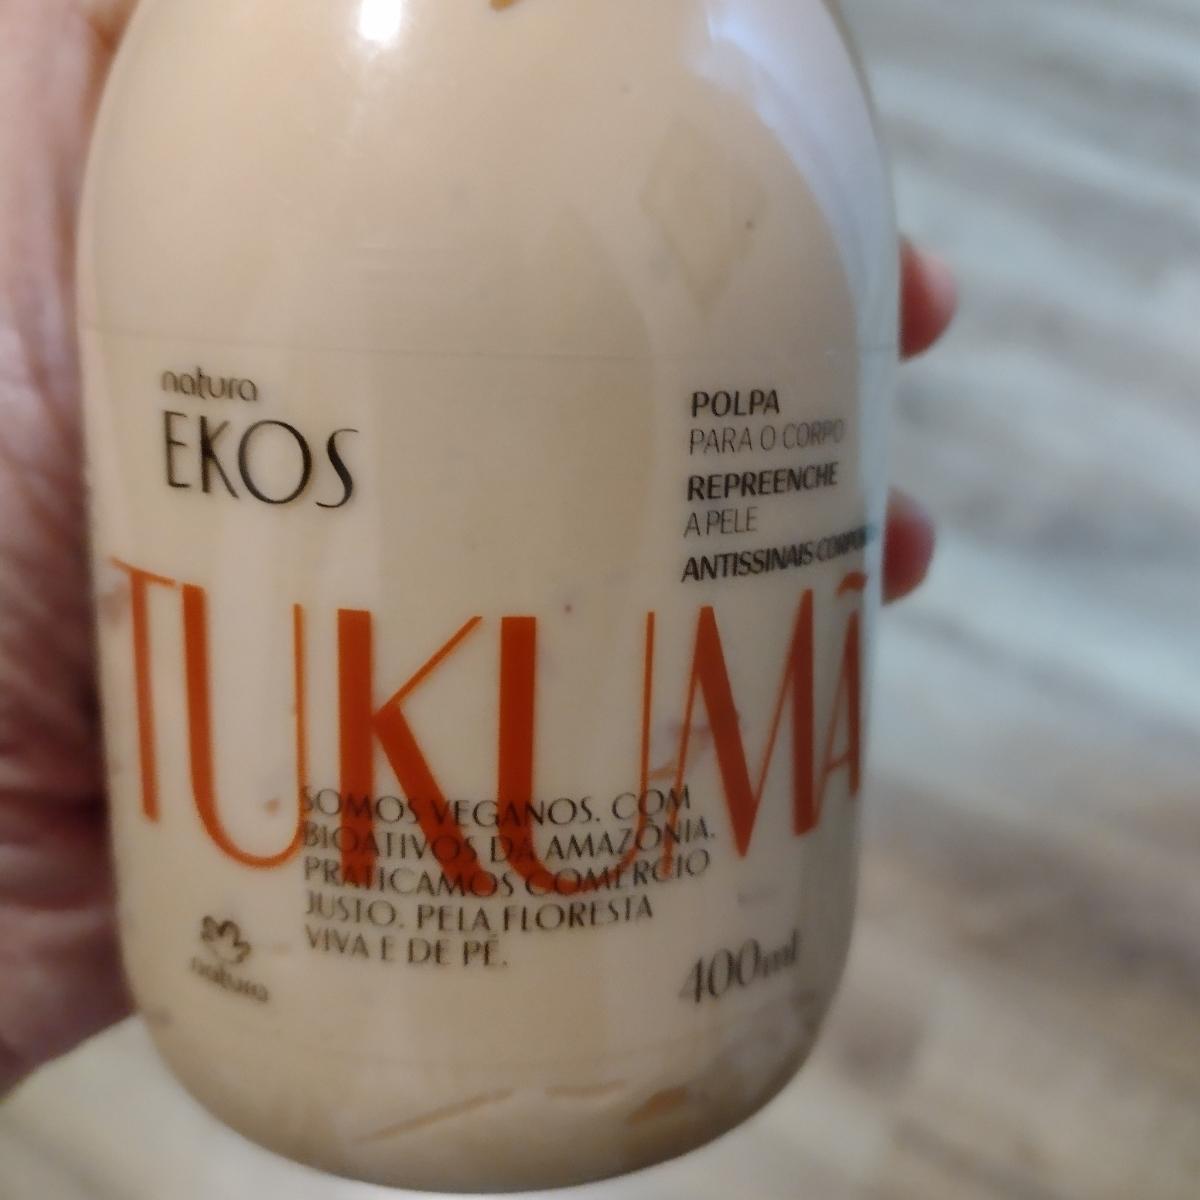 natura
EKOS
POLPA
PARA O CORPO
REPREENCHE
A PELE
ANTISSINAIS
TUKUMÃ
SOMOS VEGANOS. COM
BIOATIVOS DA AMAZÔNIA.
PRATICAMOS COMÉRCIO
JUSTO. PELA FLORESTA
VIVA E DE PÉ.
natura
400ml